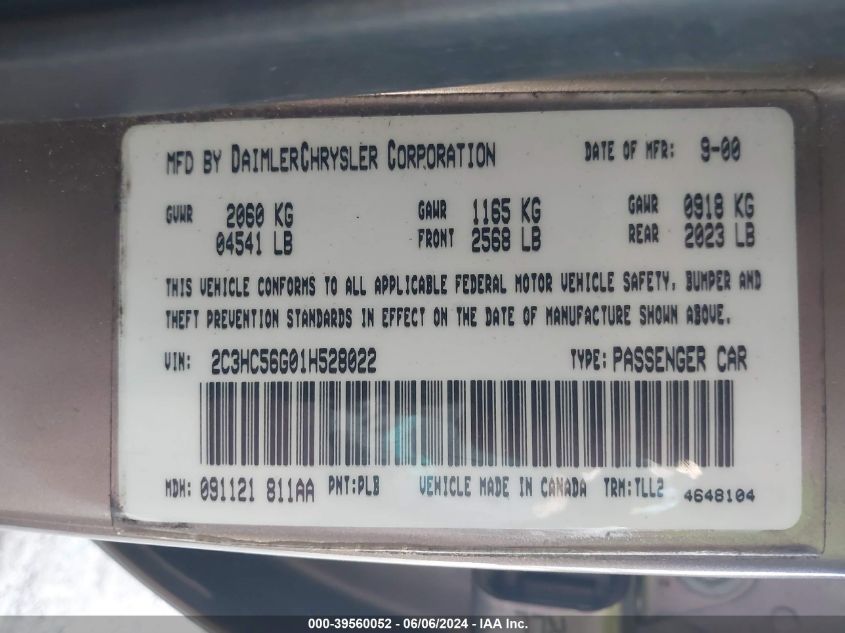 MFD BY DAIMLERCHRYSLER CORPORATION DATE OF MFR: 9-00
GVWR 2060 KG GAWR 1165 KG GAWR 0918 KG
04541 LB FRONT 2568 LB REAR 2023 LB
THIS VEHICLE CONFORMS TO ALL APPLICABLE FEDERAL MOTOR VEHICLE SAFETY, BUMPER AND
THEFT PREVENTION STANDARDS IN EFFECT ON THE DATE OF MANUFACTURE SHOWN ABOVE.
VIN: 2C3HC56G01H528022 TYPE: PASSENGER CAR
MDH: 091121 811AA PNT:PLB VEHICLE MADE IN CANADA TRM:TLL2 4648104
000-39560052 - 06/06/2024 - IAA Inc.